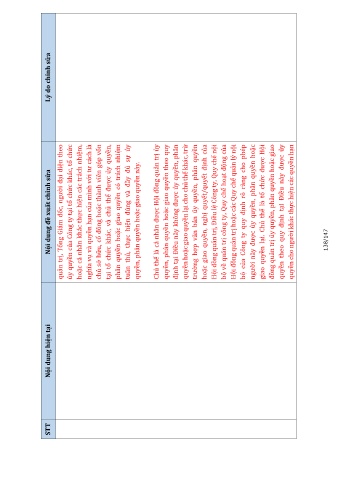 STT
Nội dung hiện tại
Nội dung đề xuất chỉnh sửa
Lý do chỉnh sửa
quản trị, Tổng Giám đốc, người đại diện theo
ủy quyền của Công ty tại tổ chức khác, tổ chức
hoặc cá nhân khác thực hiện các trách nhiệm,
nghĩa vụ và quyền hạn của mình với tư cách là
chủ sở hữu, cổ đông hoặc thành viên góp vốn
tại tổ chức khác, và chủ thể được ủy quyền,
phân quyền hoặc giao quyền có trách nhiệm
tuân thủ, thực hiện đúng và đầy đủ sự ủy
quyền, phân quyền hoặc giao quyền này.
Chủ thể là cá nhân được Hội đồng quản trị ủy
quyền, phân quyền hoặc giao quyền theo quy
định tại Điều này không được ủy quyền, phân
quyền hoặc giao quyền lại cho chủ thể khác, trừ
trường hợp văn bản ủy quyền, phân quyền
hoặc giao quyền, nghị quyết/quyết định của
Hội đồng quản trị, Điều lệ Công ty, Quy chế nội
bộ về quản trị công ty, Quy chế hoạt động của
Hội đồng quản trị hoặc các Quy chế quản lý nội
bộ của Công ty quy định rõ ràng cho phép
người này được ủy quyền, phân quyền hoặc
giao quyền lại. Chủ thể là tổ chức được Hội
đồng quản trị ủy quyền, phân quyền hoặc giao
quyền theo quy định tại Điều này được ủy
quyền cho người khác thực hiện các quyền hạn
138/147